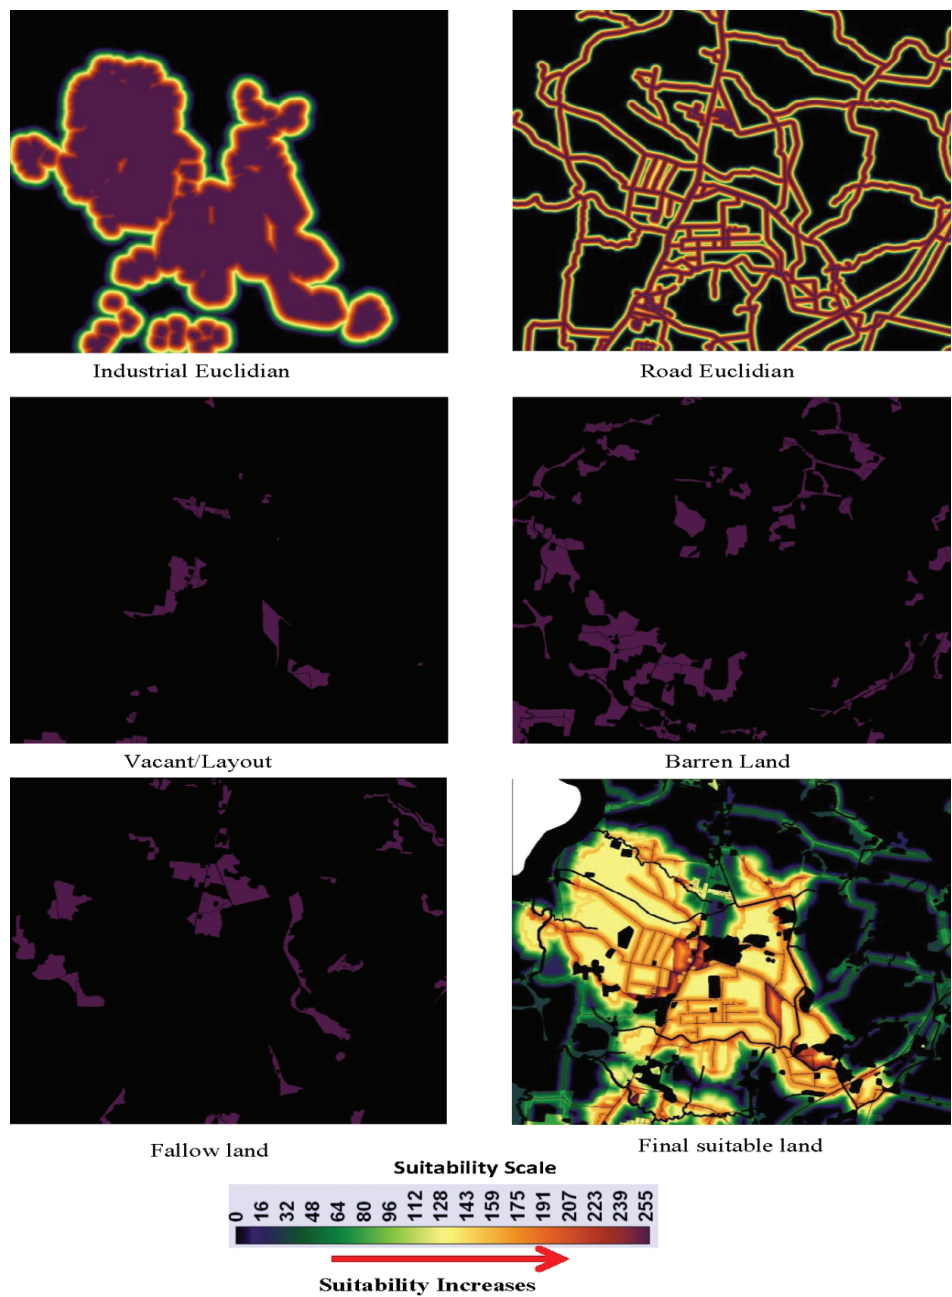 Industrial Euclidian
Road Euclidian
Vacant/Layout
Barren Land
Fallow land
Final suitable land
Suitability Scale
0 16 32 48 64 80 96 112 128 143 159 175 191 207 223 239 255
Suitability Increases